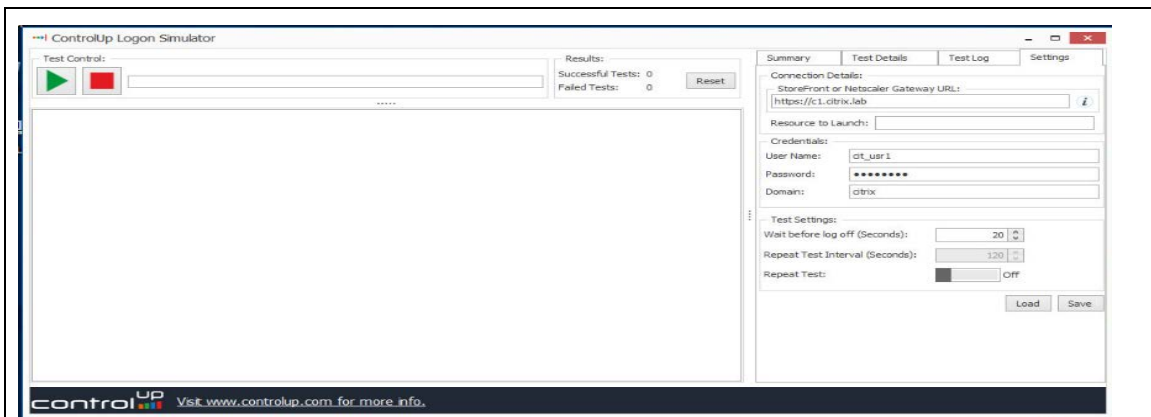 ControlUp Logon Simulator
Test Control:
Results:
Successful Tests: 0
Failed Tests: 0
Reset
Summary
Test Details
Test Log
Settings
Connection Details:
StoreFront or Netscaler Gateway URL:
https://c1.citrix.lab
i
Resource to Launch:
Credentials:
User Name: cit_usr1
Password: ••••••••
Domain: citrix
Test Settings:
Wait before log off (Seconds): 20
Repeat Test Interval (Seconds): 120
Repeat Test: Off
Load
Save
controlUP
Visit www.controlup.com for more info.